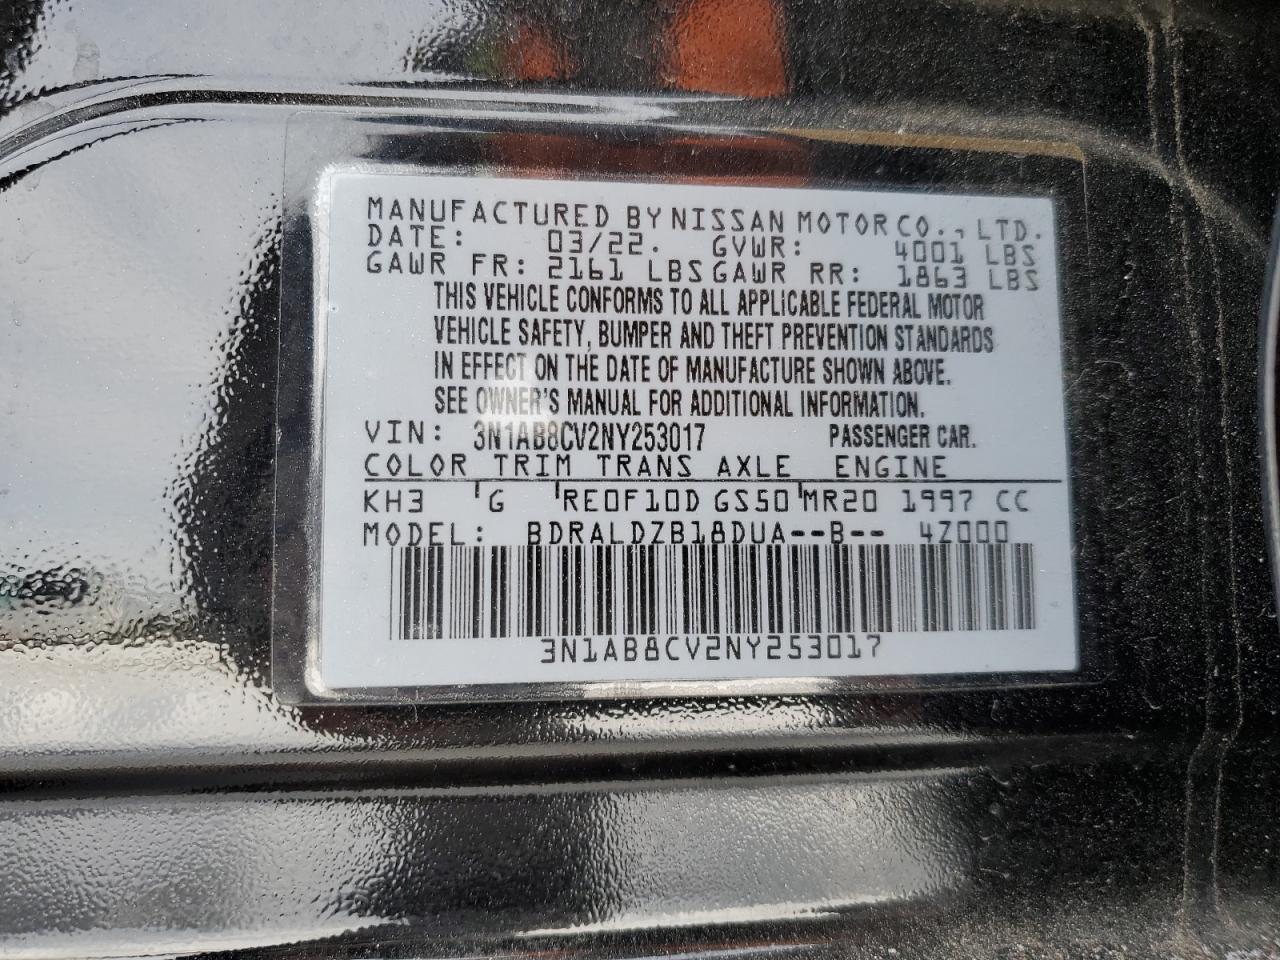 MANUFACTURED BY NISSAN MOTOR CO., LTD.
DATE: 03/22. GVWR: 4001 LBS
GAWR FR: 2161 LBS GAWR RR: 1863 LBS
THIS VEHICLE CONFORMS TO ALL APPLICABLE FEDERAL MOTOR
VEHICLE SAFETY, BUMPER AND THEFT PREVENTION STANDARDS
IN EFFECT ON THE DATE OF MANUFACTURE SHOWN ABOVE.
SEE OWNER'S MANUAL FOR ADDITIONAL INFORMATION.
VIN: 3N1AB8CV2NY253017 PASSENGER CAR.
COLOR TRIM TRANS AXLE ENGINE
KH3 G RE0F10D GS50 MR20 1997 CC
MODEL: BDRALDZB18DUA--B-- 4Z000
3N1AB8CV2NY253017